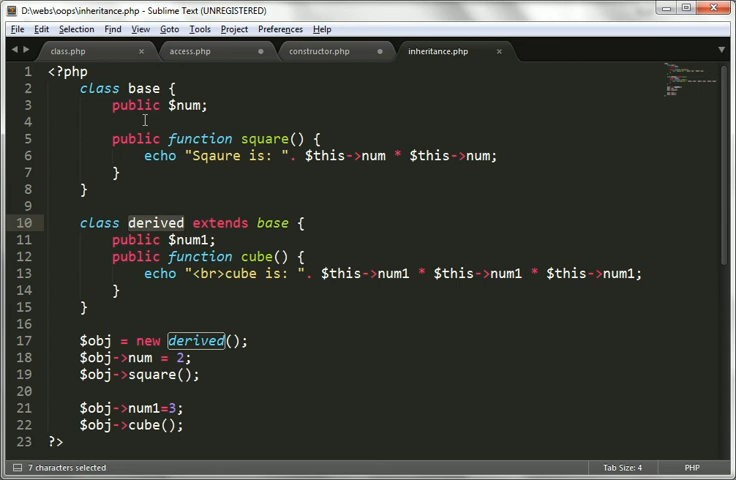 D:\webs\oops\inheritance.php - Sublime Text (UNREGISTERED)
File Edit Selection Find View Goto Tools Project Preferences Help
class.php access.php constructor.php inheritance.php
1 <?php
2 class base {
3 public $num;
4
5 public function square() {
6 echo "Sqaure is: ". $this->num * $this->num;
7 }
8 }
9
10 class derived extends base {
11 public $num1;
12 public function cube() {
13 echo "<br>cube is: ". $this->num1 * $this->num1 * $this->num1;
14 }
15 }
16
17 $obj = new derived();
18 $obj->num = 2;
19 $obj->square();
20
21 $obj->num1=3;
22 $obj->cube();
23 ?>
7 characters selected Tab Size: 4 PHP